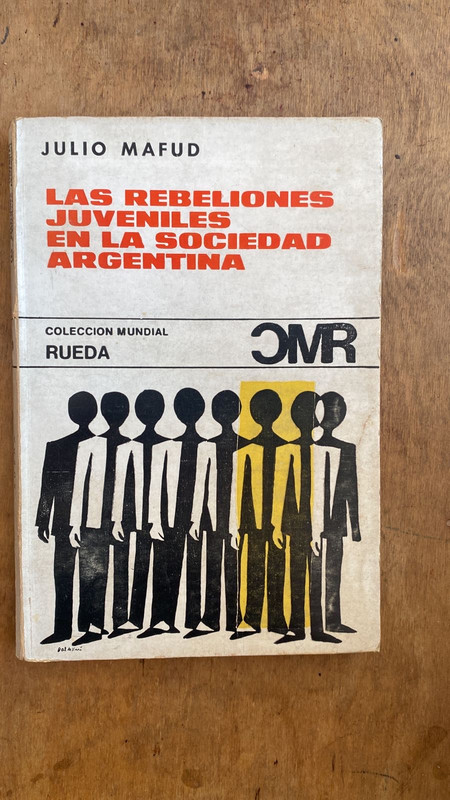 JULIO MAFUD
LAS REBELIONES
JUVENILES
EN LA SOCIEDAD
ARGENTINA
COLECCION MUNDIAL
RUEDA
CMR